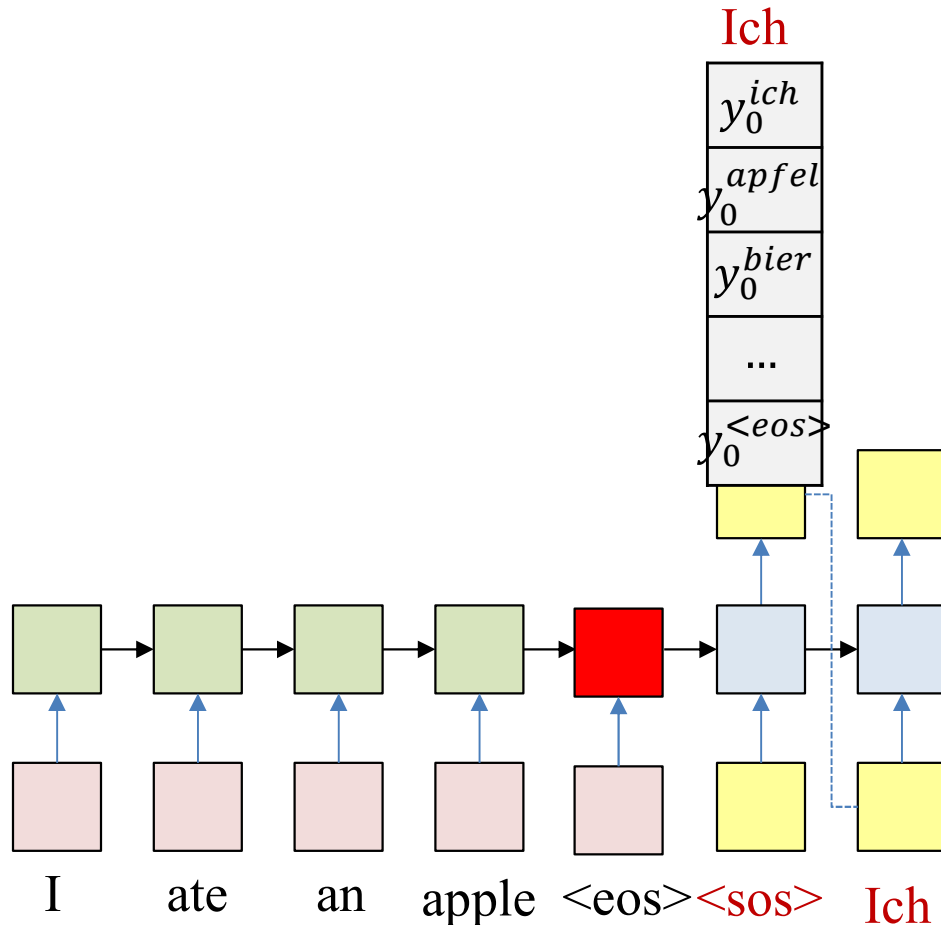 Ich
y_0^{ich}
y_0^{apfel}
y_0^{bier}
...
y_0^{<eos>}
I ate an apple <eos> <sos> Ich